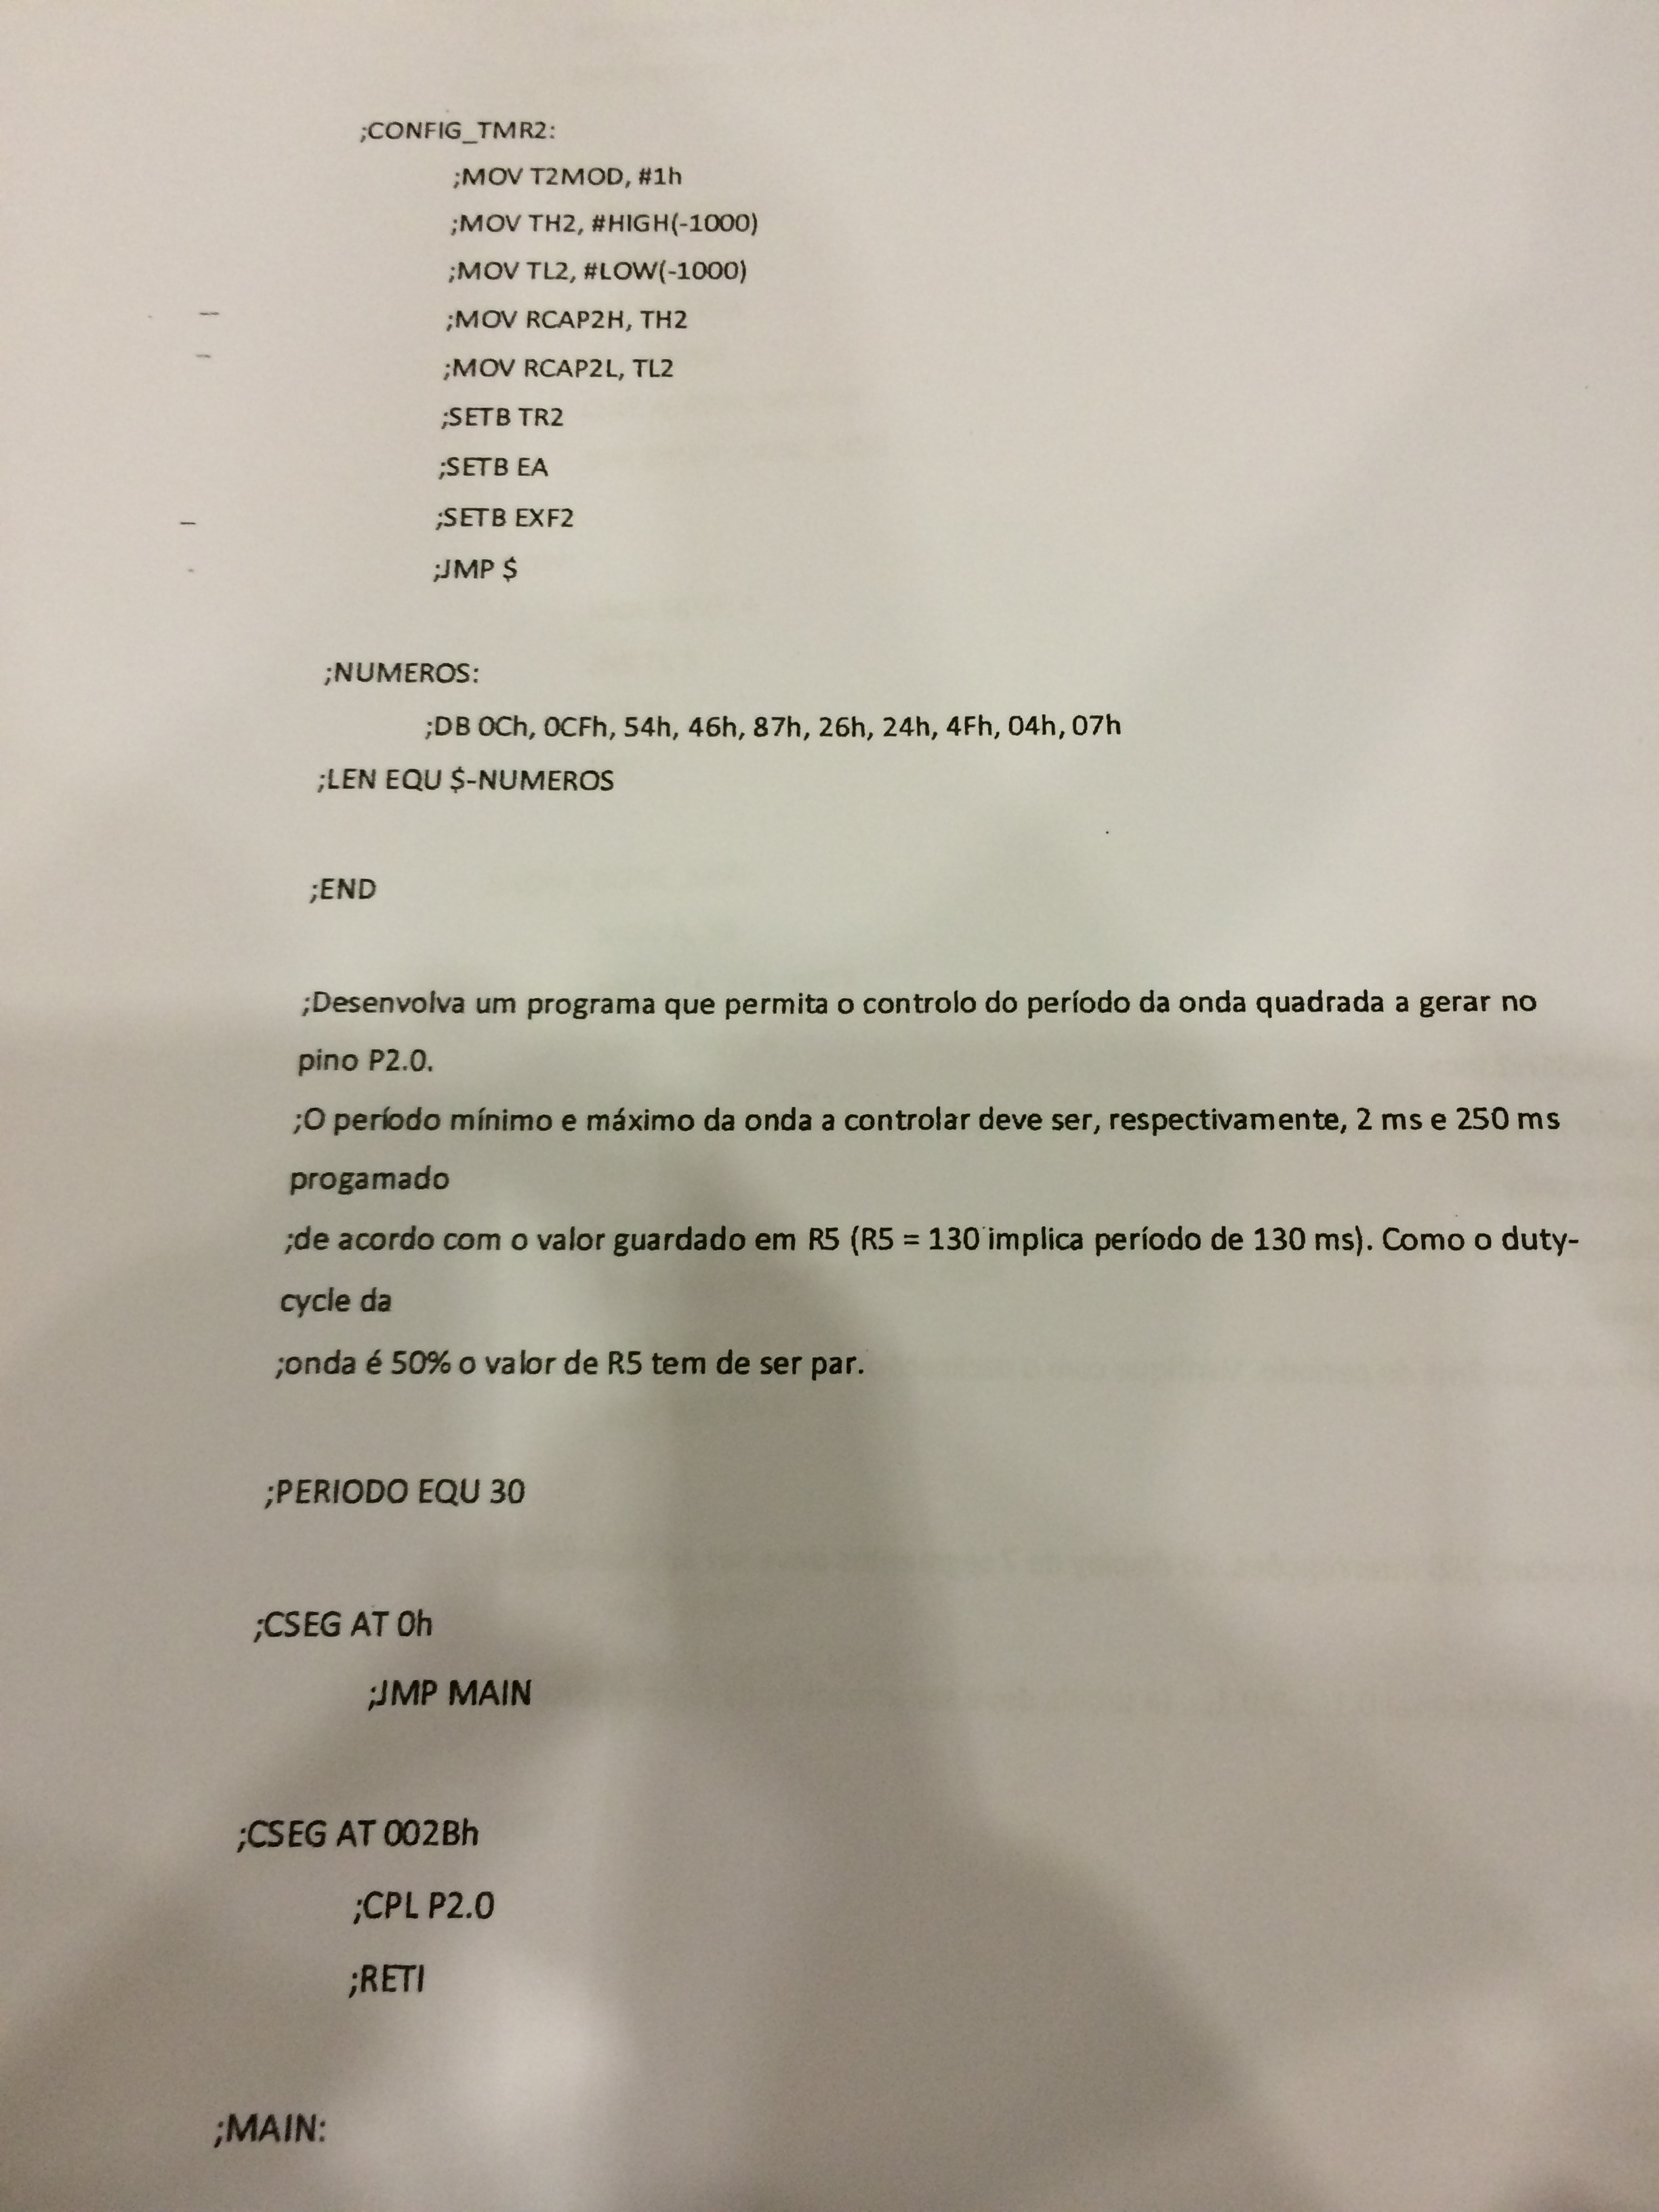 ;CONFIG_TMR2:
;MOV T2MOD, #1h
;MOV TH2, #HIGH(-1000)
;MOV TL2, #LOW(-1000)
;MOV RCAP2H, TH2
;MOV RCAP2L, TL2
;SETB TR2
;SETB EA
;SETB EXF2
;JMP $
;NUMEROS:
;DB 0Ch, 0CFh, 54h, 46h, 87h, 26h, 24h, 4Fh, 04h, 07h
;LEN EQU $-NUMEROS
;END
;Desenvolva um programa que permita o controlo do período da onda quadrada a gerar no
pino P2.0.
;O período mínimo e máximo da onda a controlar deve ser, respectivamente, 2 ms e 250 ms
progamado
;de acordo com o valor guardado em R5 (R5 = 130 implica período de 130 ms). Como o duty-
cycle da
;onda é 50% o valor de R5 tem de ser par.
;PERIODO EQU 30
;CSEG AT 0h
;JMP MAIN
;CSEG AT 002Bh
;CPL P2.0
;RETI
;MAIN: